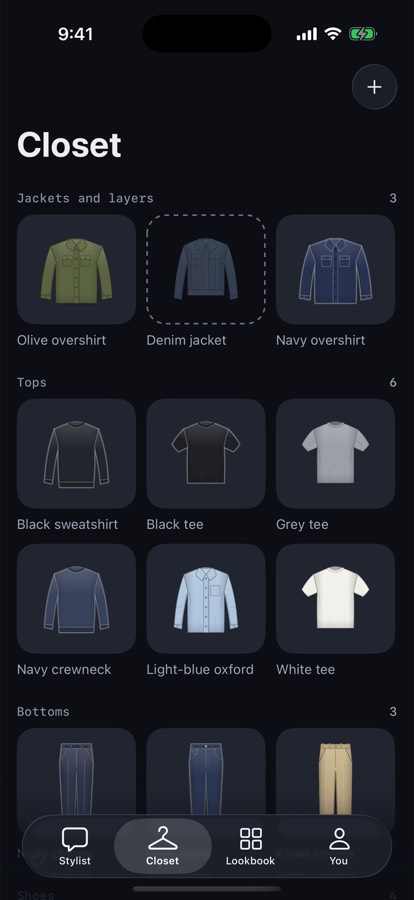 9:41
Closet
Jackets and layers 3
Olive overshirt Denim jacket Navy overshirt
Tops 6
Black sweatshirt Black tee Grey tee
Navy crewneck Light-blue oxford White tee
Bottoms 3
Stylist Closet Lookbook You
Shoes 4